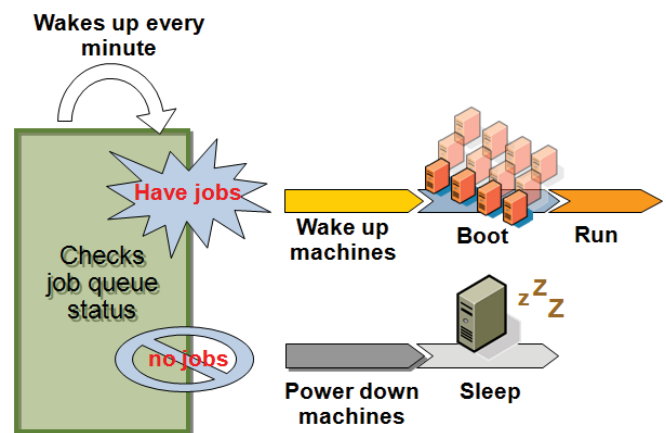 Wakes up every
minute
Have jobs
Checks
job queue
status
no jobs
Wake up
machines
Boot
Run
z Z
Z
Power down
machines
Sleep